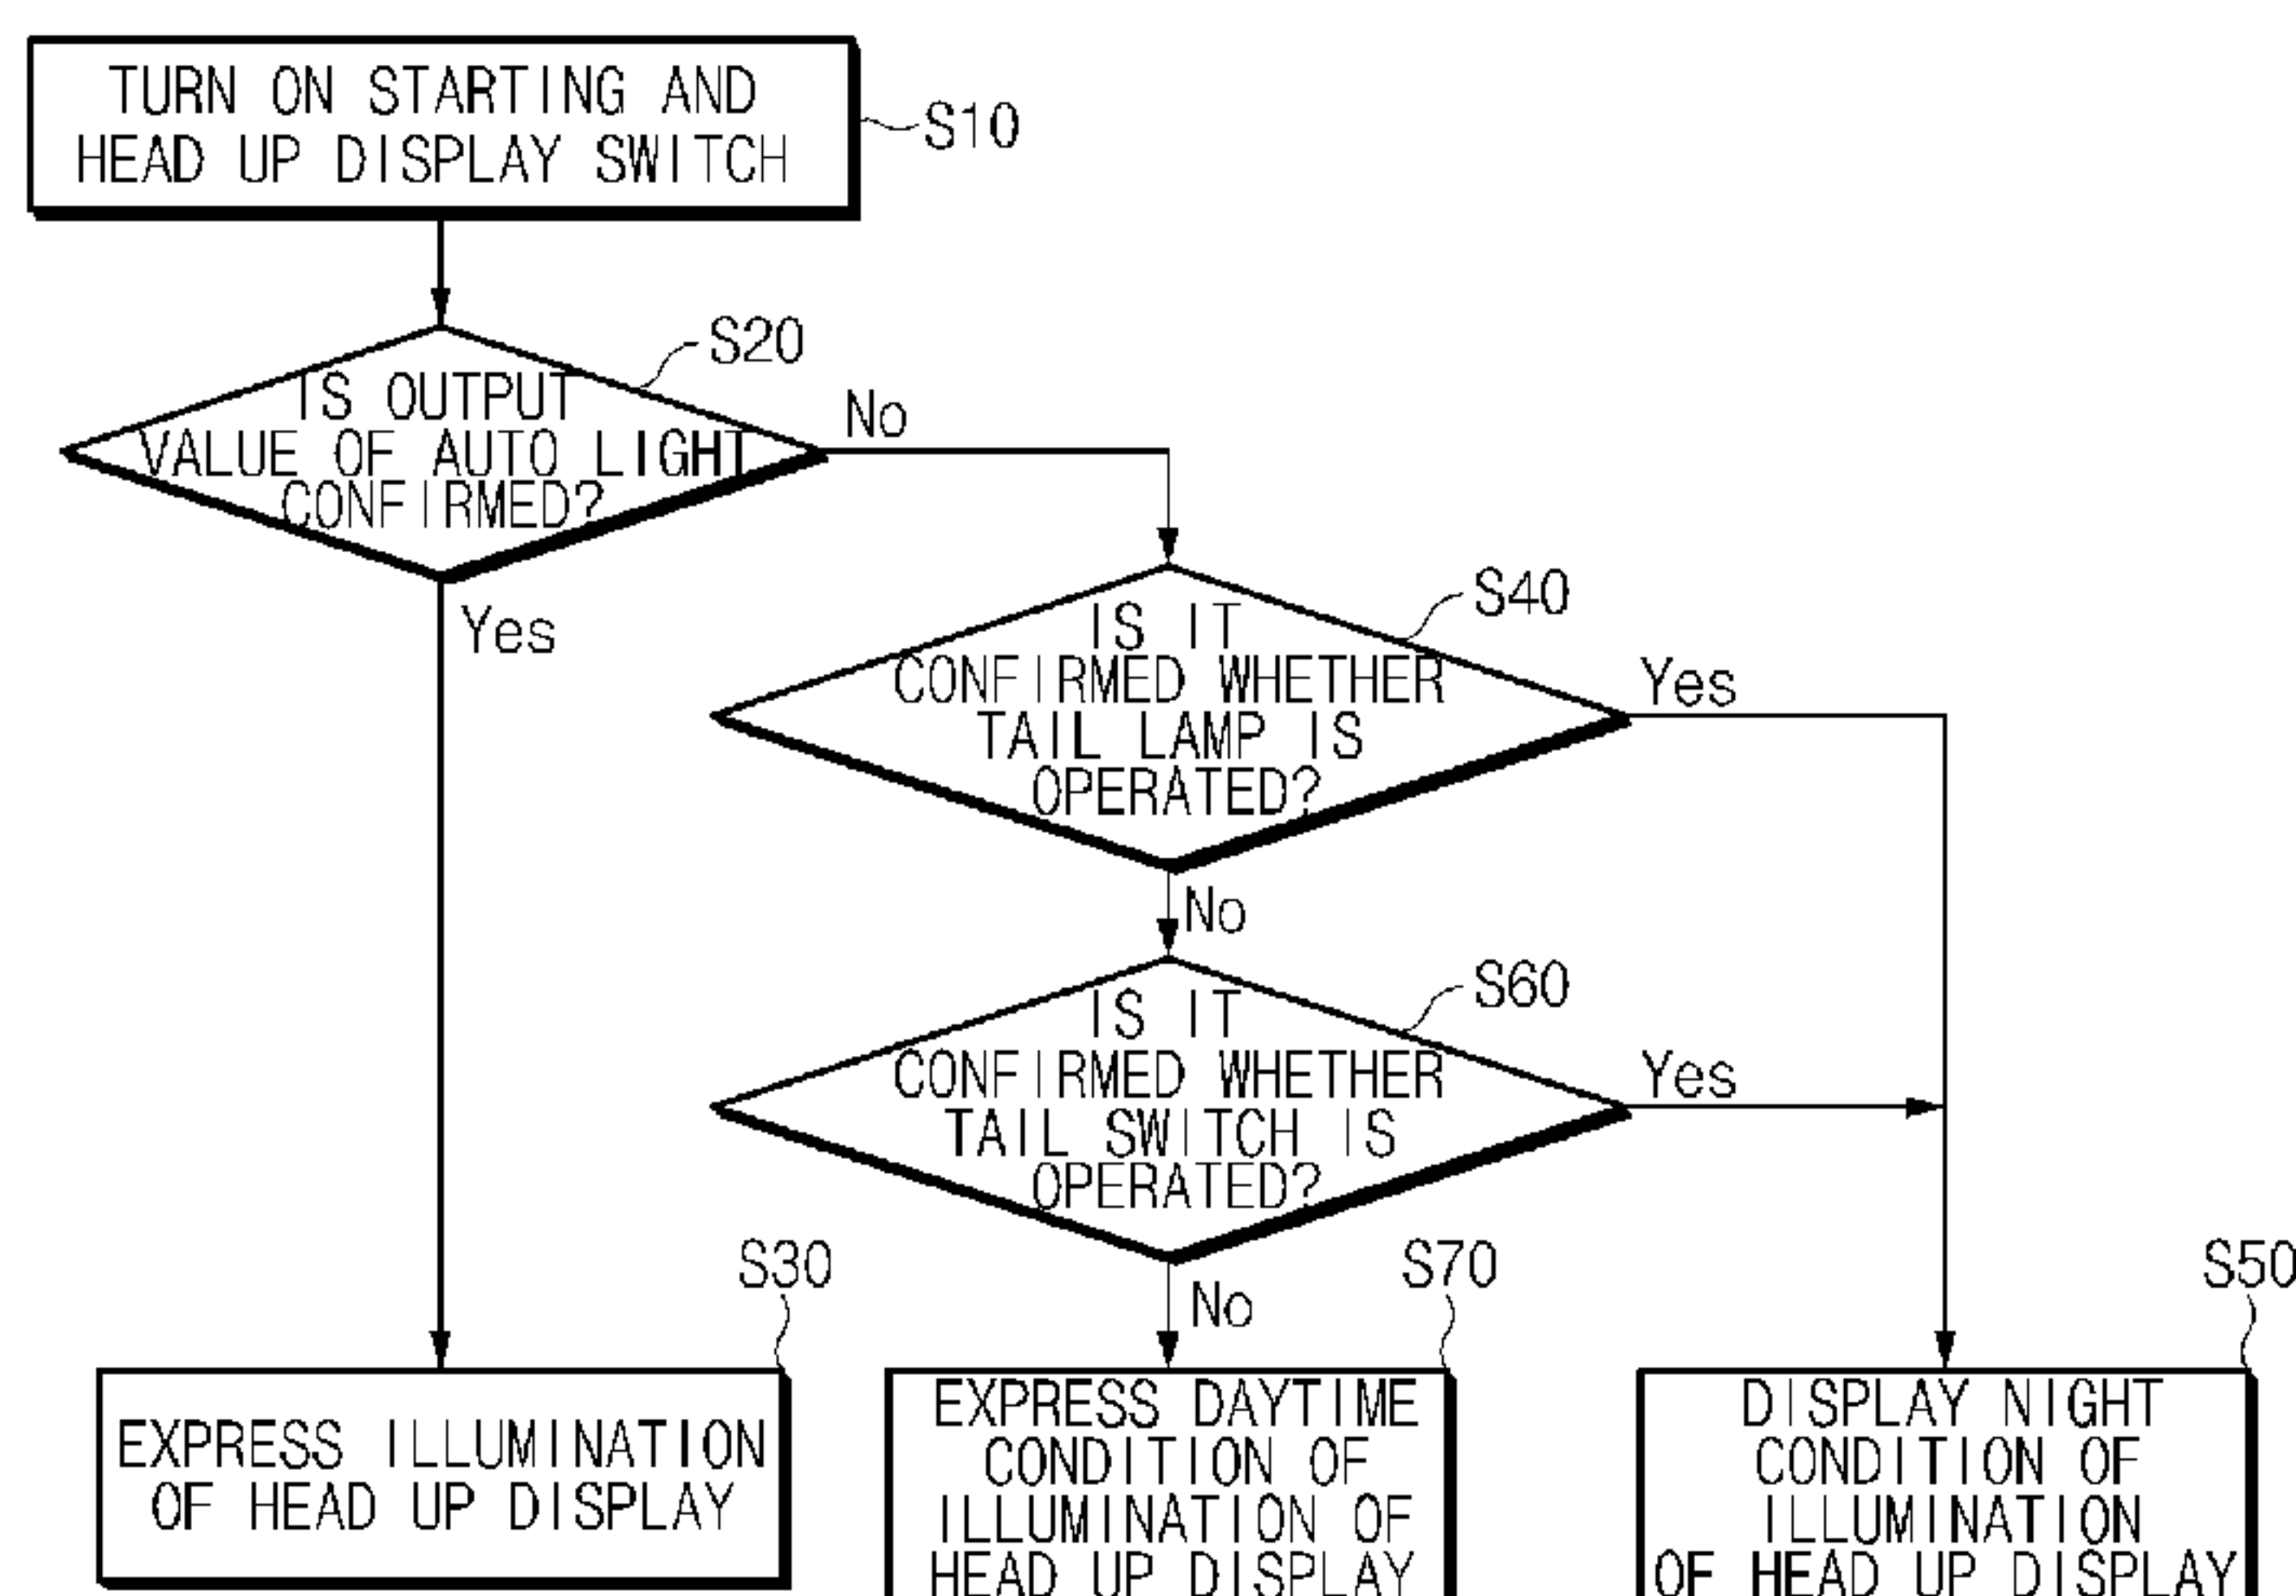 TURN ON STARTING AND
HEAD UP DISPLAY SWITCH
S10
S20
IS OUTPUT
VALUE OF AUTO LIGHT
CONFIRMED?
No
Yes
S40
IS IT
CONFIRMED WHETHER
TAIL LAMP IS
OPERATED?
Yes
No
S60
IS IT
CONFIRMED WHETHER
TAIL SWITCH IS
OPERATED?
Yes
No
S30
EXPRESS ILLUMINATION
OF HEAD UP DISPLAY
S70
EXPRESS DAYTIME
CONDITION OF
ILLUMINATION OF
HEAD UP DISPLAY
S50
DISPLAY NIGHT
CONDITION OF
ILLUMINATION
OF HEAD UP DISPLAY